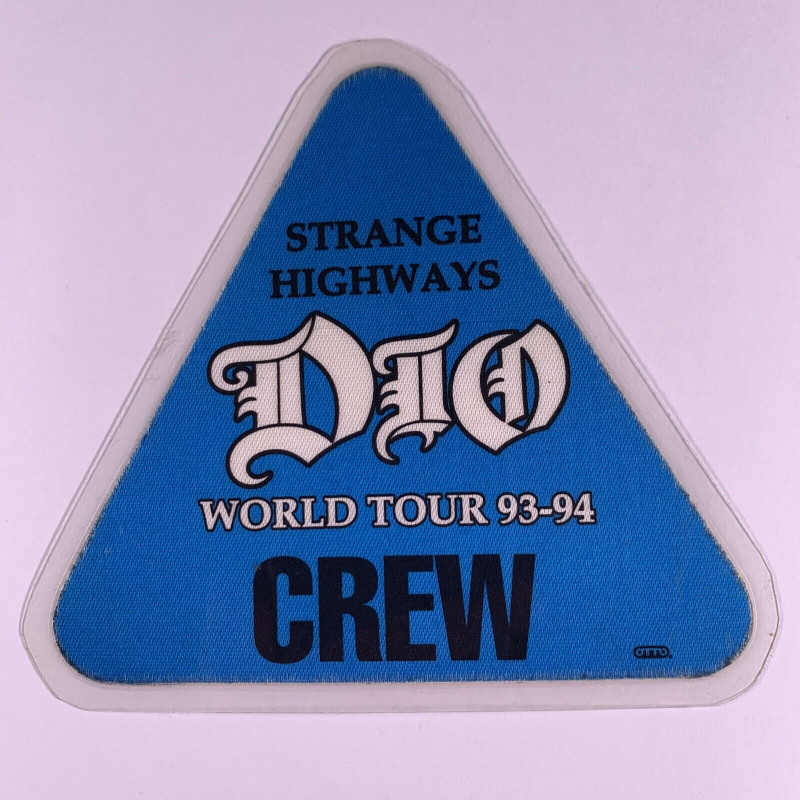 STRANGE
HIGHWAYS
DIO
WORLD TOUR 93-94
CREW
OTTO